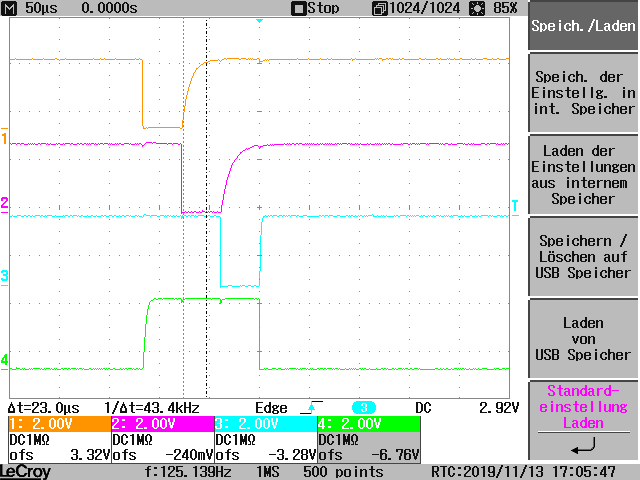 M 50µs 0.0000s Stop 1024/1024 85%
Speich./Laden
Speich. der
Einstellg. in
int. Speicher
Laden der
Einstellungen
aus internem
Speicher
Speichern /
Löschen auf
USB Speicher
Laden
von
USB Speicher
Standard-
einstellung
Laden
1
2
T
3
4
Δt=23.0µs 1/Δt=43.4kHz Edge 3 DC 2.92V
1: 2.00V 2: 2.00V 3: 2.00V 4: 2.00V
DC1MΩ DC1MΩ DC1MΩ DC1MΩ
ofs 3.32V ofs -240mV ofs -3.28V ofs -6.76V
LeCroy f:125.139Hz 1MS 500 points RTC:2019/11/13 17:05:47